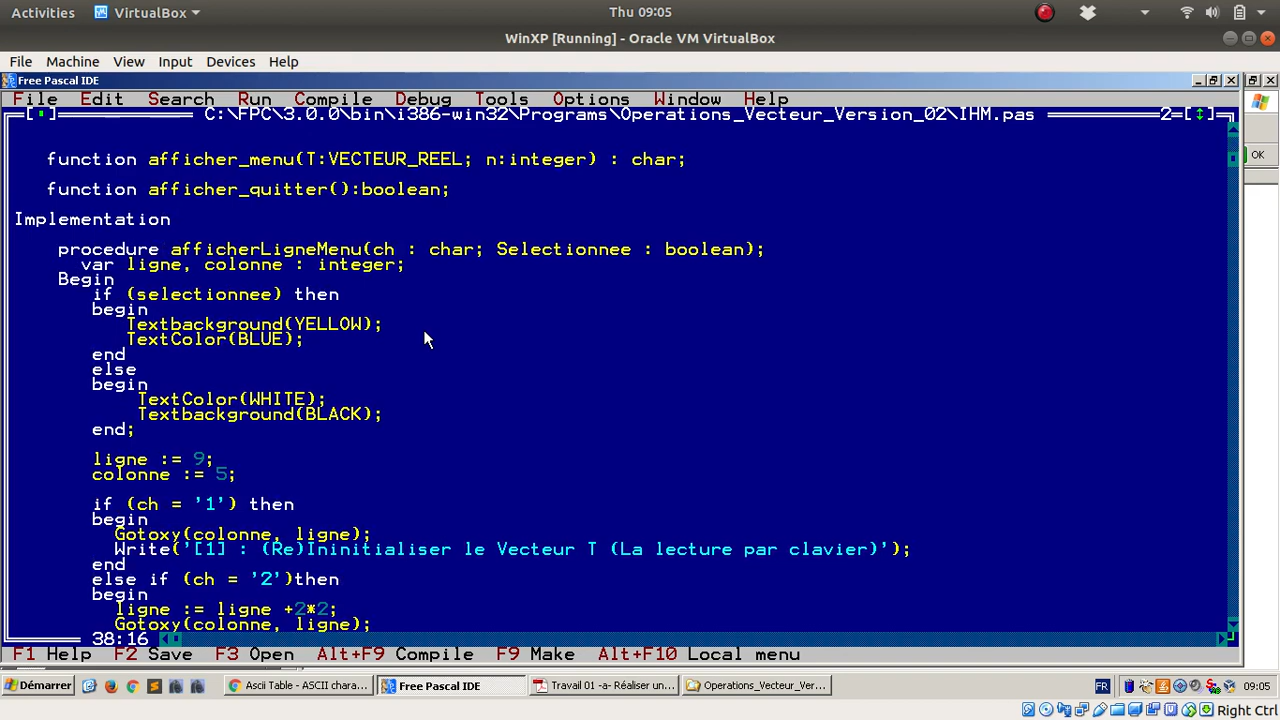 Activities VirtualBox Thu 09:05
WinXP [Running] - Oracle VM VirtualBox
File Machine View Input Devices Help
Free Pascal IDE
File Edit Search Run Compile Debug Tools Options Window Help
C:\FPC\3.0.0\bin\i386-win32\Programs\Operations_Vecteur_Version_02\IHM.pas 2=[↕]
function afficher_menu(T:VECTEUR_REEL; n:integer) : char;
OK
function afficher_quitter():boolean;
Implementation
procedure afficherLigneMenu(ch : char; Selectionnee : boolean);
var ligne, colonne : integer;
Begin
if (selectionnee) then
begin
Textbackground(YELLOW);
TextColor(BLUE);
end
else
begin
TextColor(WHITE);
Textbackground(BLACK);
end;
ligne := 9;
colonne := 5;
if (ch = '1') then
begin
Gotoxy(colonne, ligne);
Write('[1] : (Re)Ininitialiser le Vecteur T (La lecture par clavier)');
end
else if (ch = '2')then
begin
ligne := ligne +2*2;
Gotoxy(colonne, ligne);
38:16
F1 Help F2 Save F3 Open Alt+F9 Compile F9 Make Alt+F10 Local menu
Démarrer Ascii Table - ASCII chara... Free Pascal IDE Travail 01 -a- Réaliser un... Operations_Vecteur_Ver... FR 09:05
Right Ctrl